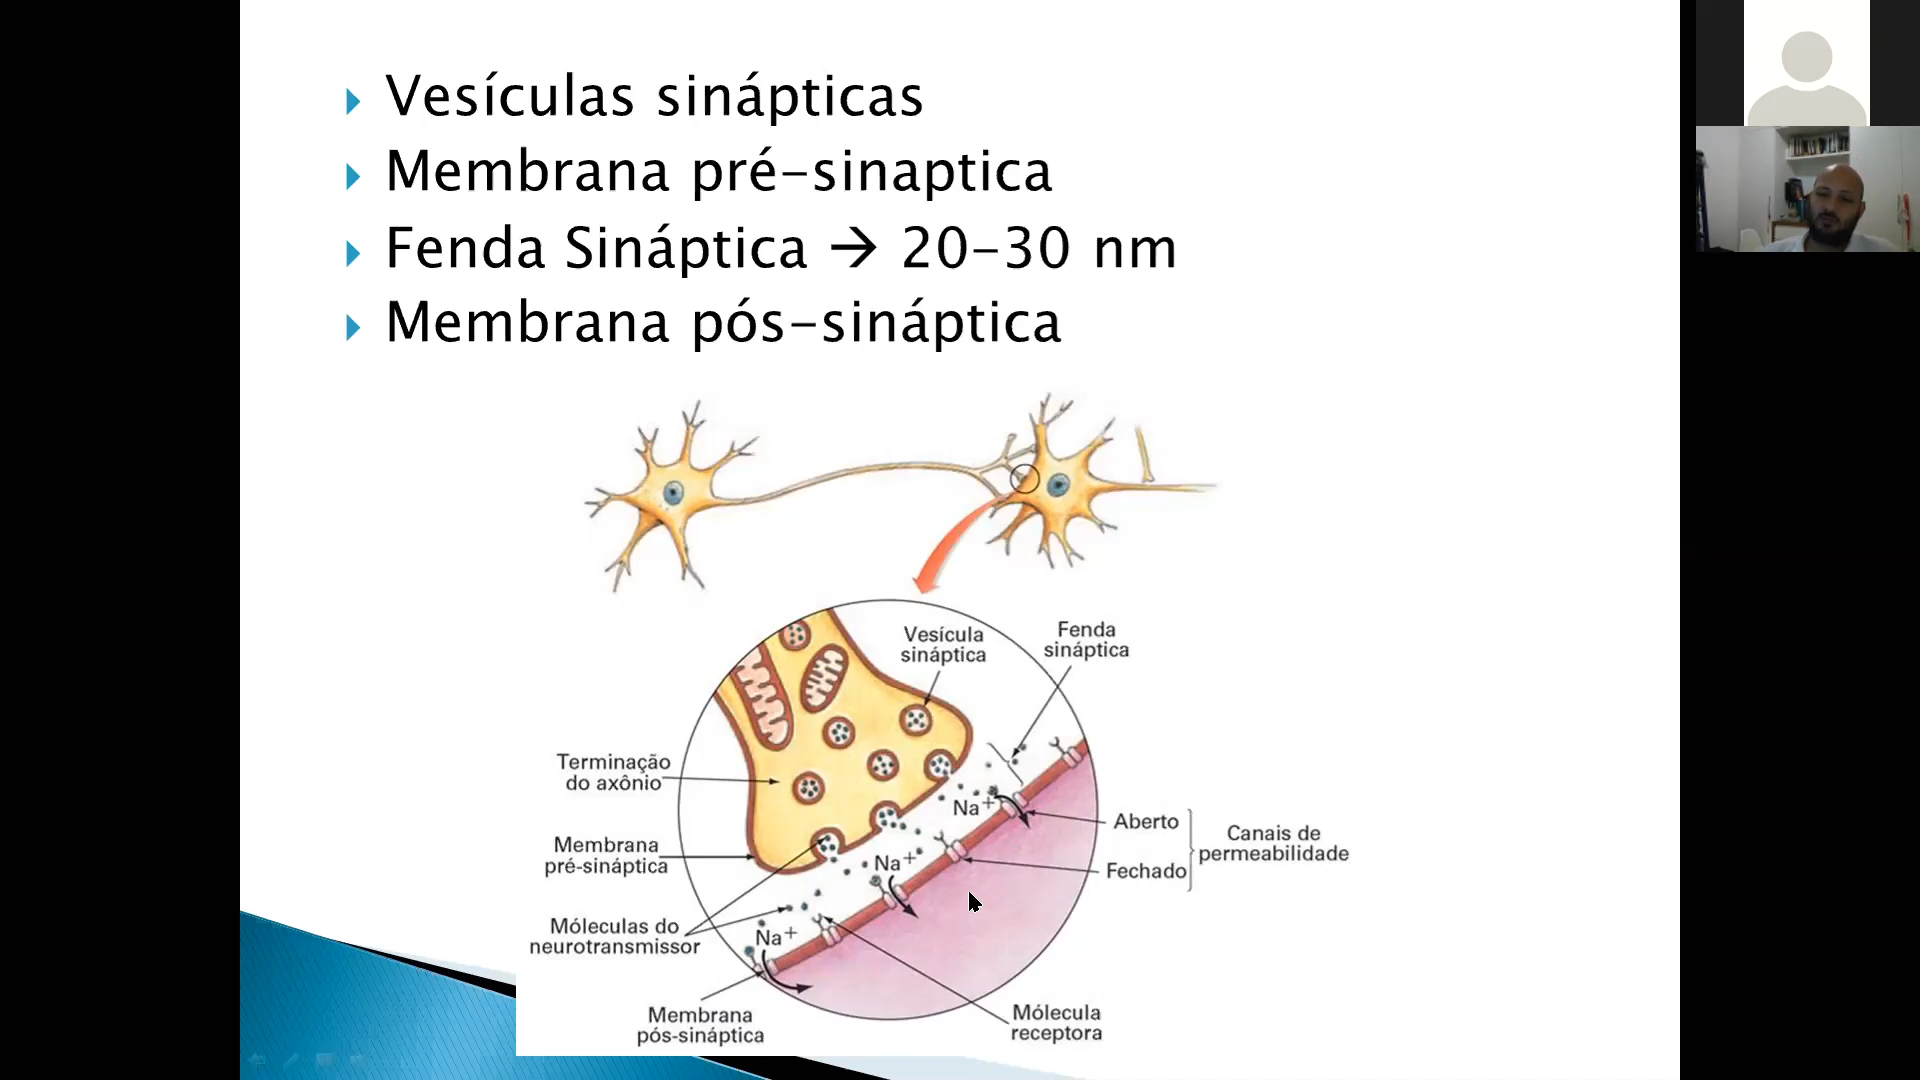 Vesículas sinápticas
Membrana pré-sinaptica
Fenda Sináptica → 20-30 nm
Membrana pós-sináptica
Vesícula
sináptica
Fenda
sináptica
Terminação
do axônio
Na+
Aberto
Fechado
Canais de
permeabilidade
Membrana
pré-sináptica
Na+
Móleculas do
neurotransmissor
Na+
Membrana
pós-sináptica
Mólecula
receptora